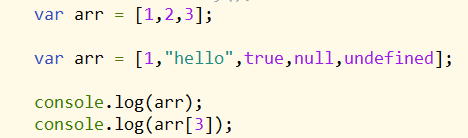 var arr = [1,2,3];
var arr = [1,"hello",true,null,undefined];
console.log(arr);
console.log(arr[3]);